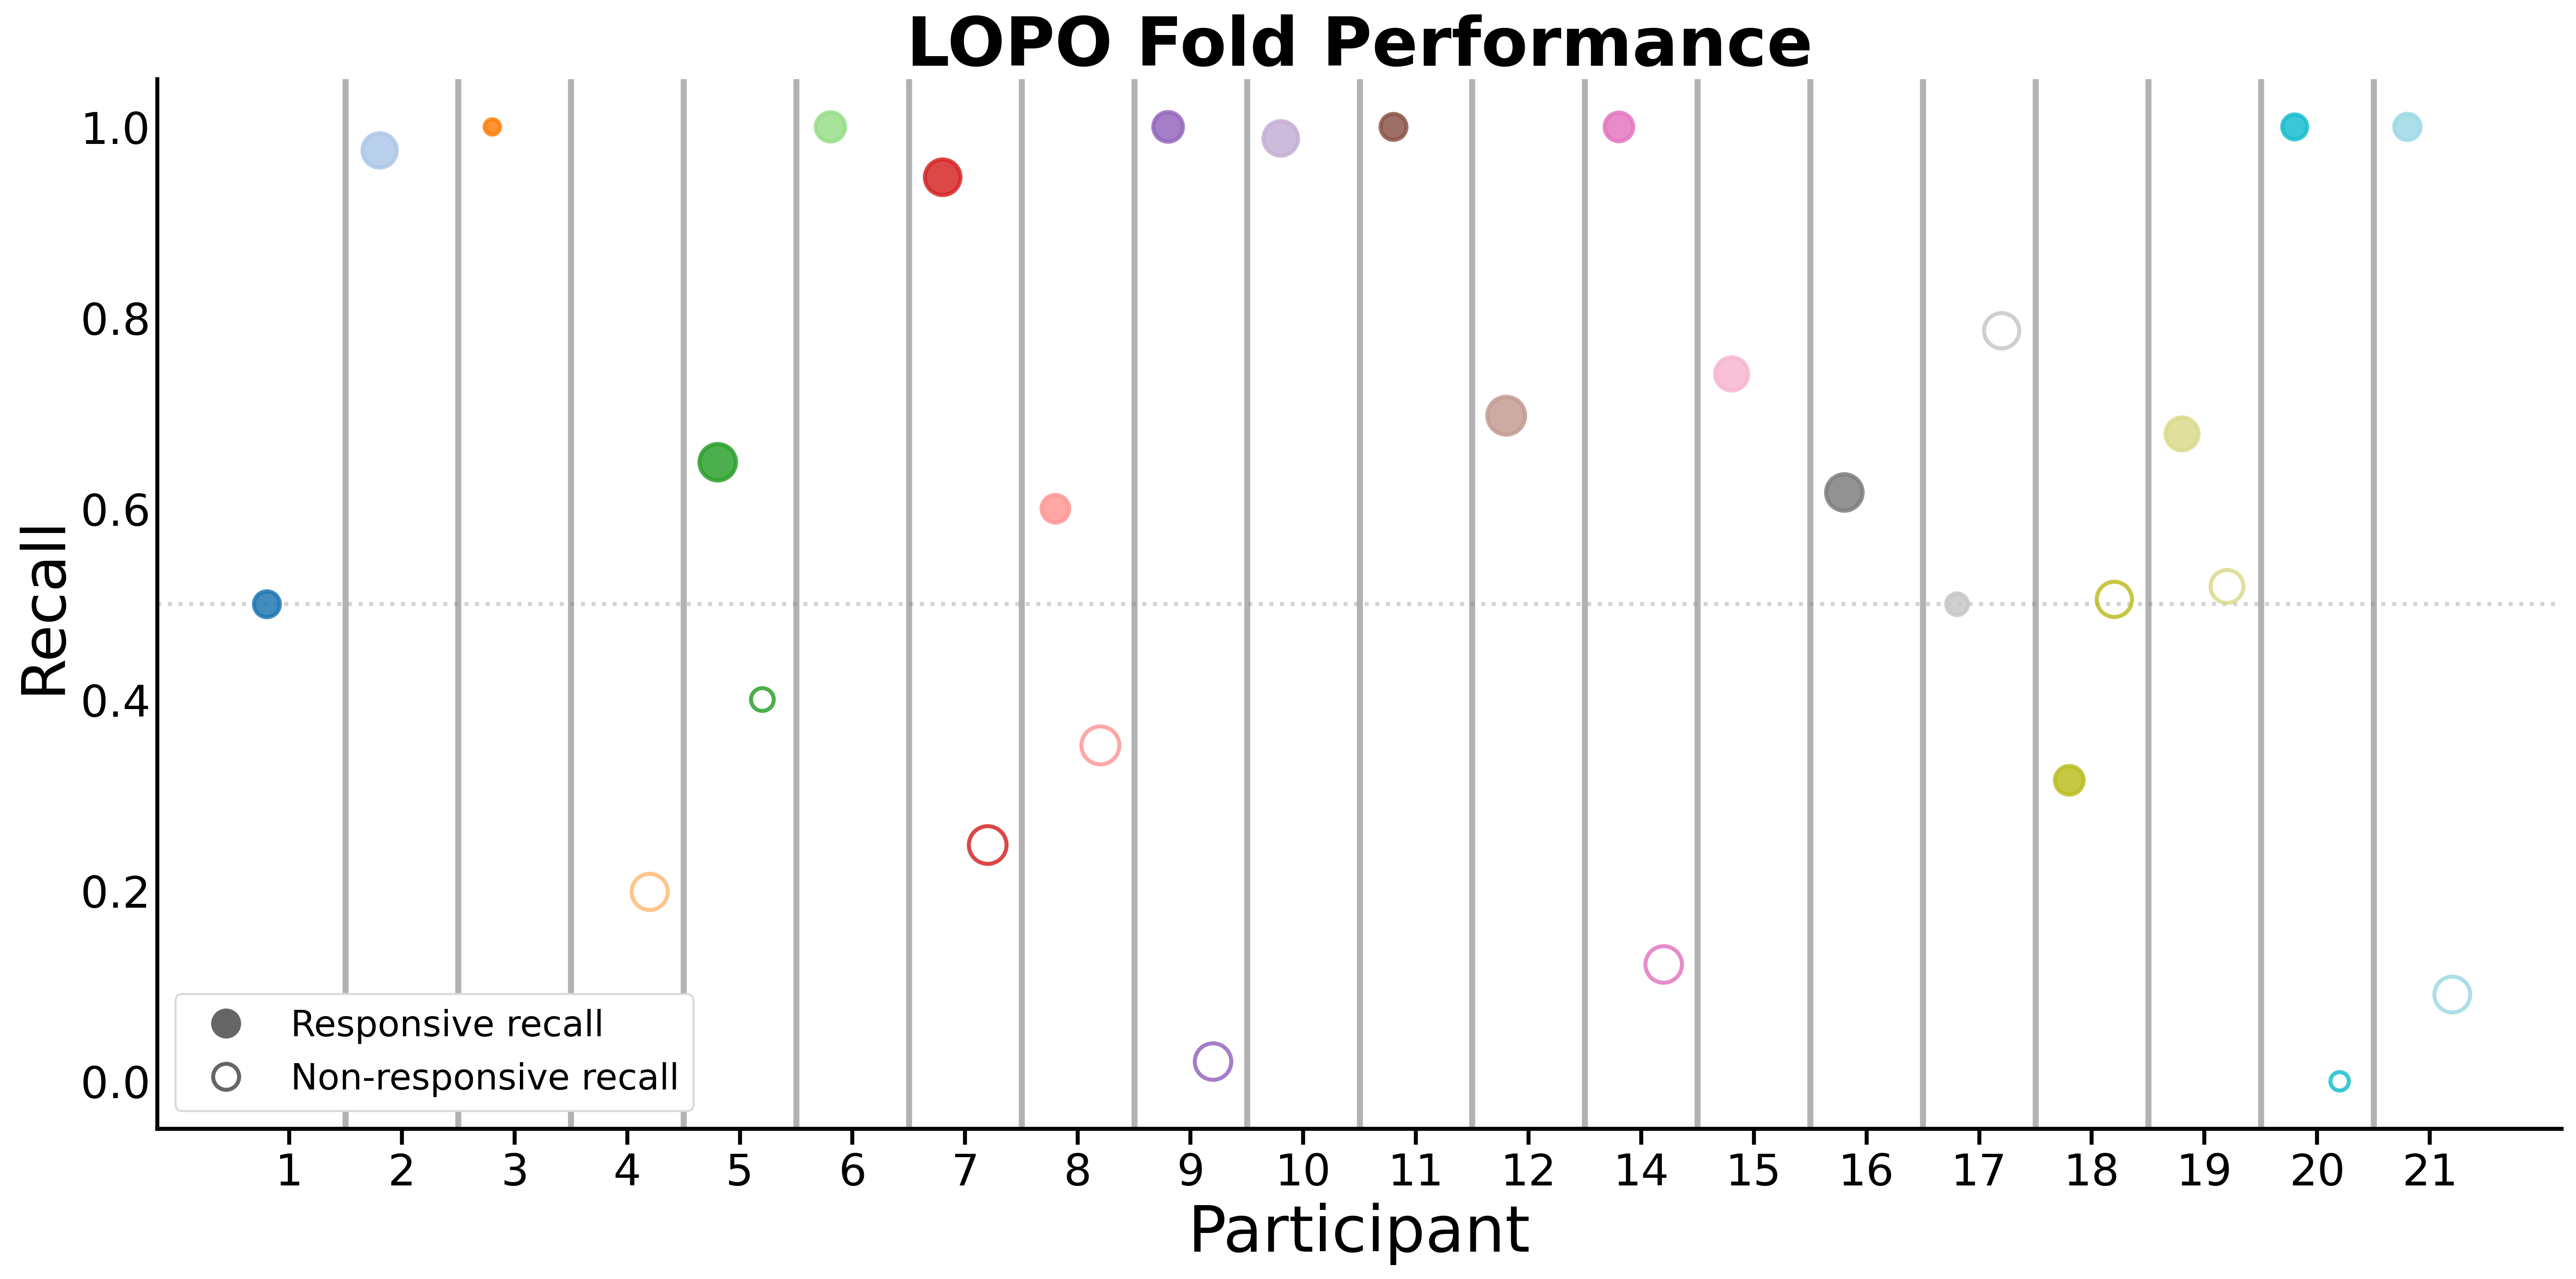 LOPO Fold Performance
1.0
0.8
0.6
0.4
0.2
0.0
Recall
Responsive recall
Non-responsive recall
1 2 3 4 5 6 7 8 9 10 11 12 14 15 16 17 18 19 20 21
Participant